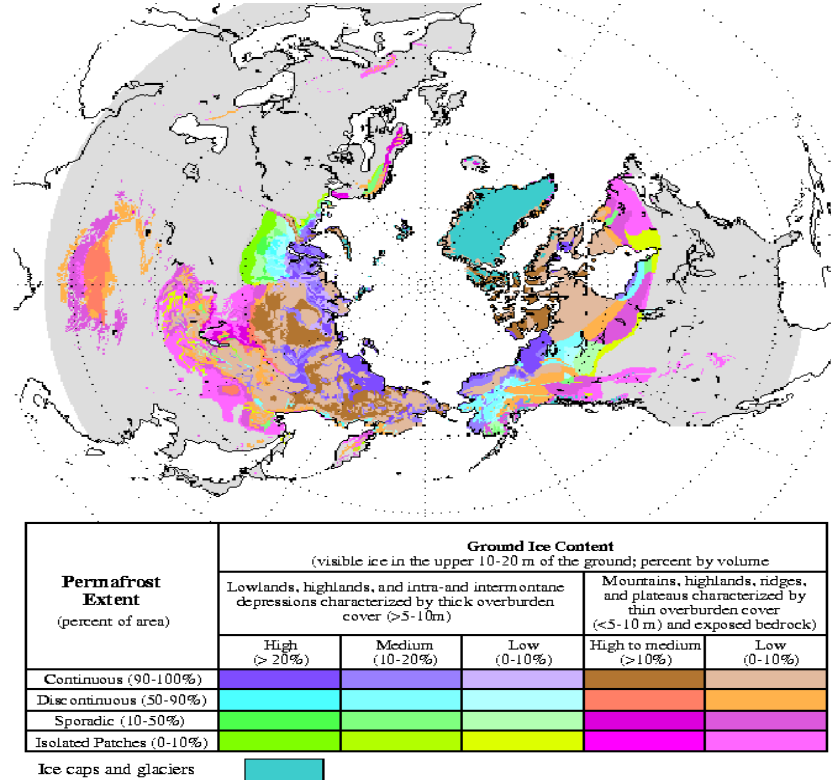 Ground Ice Content
(visible ice in the upper 10-20 m of the ground; percent by volume
Permafrost
Extent
(percent of area)
Lowlands, highlands, and intra-and intermontane
depressions characterized by thick overburden
cover (>5-10m)
Mountains, highlands, ridges,
and plateaus characterized by
thin overburden cover
(<5-10 m) and exposed bedrock)
High
(> 20%)
Medium
(10-20%)
Low
(0-10%)
High to medium
(>10%)
Low
(0-10%)
Continuous (90-100%)
Discontinuous (50-90%)
Sporadic (10-50%)
Isolated Patches (0-10%)
Ice caps and glaciers